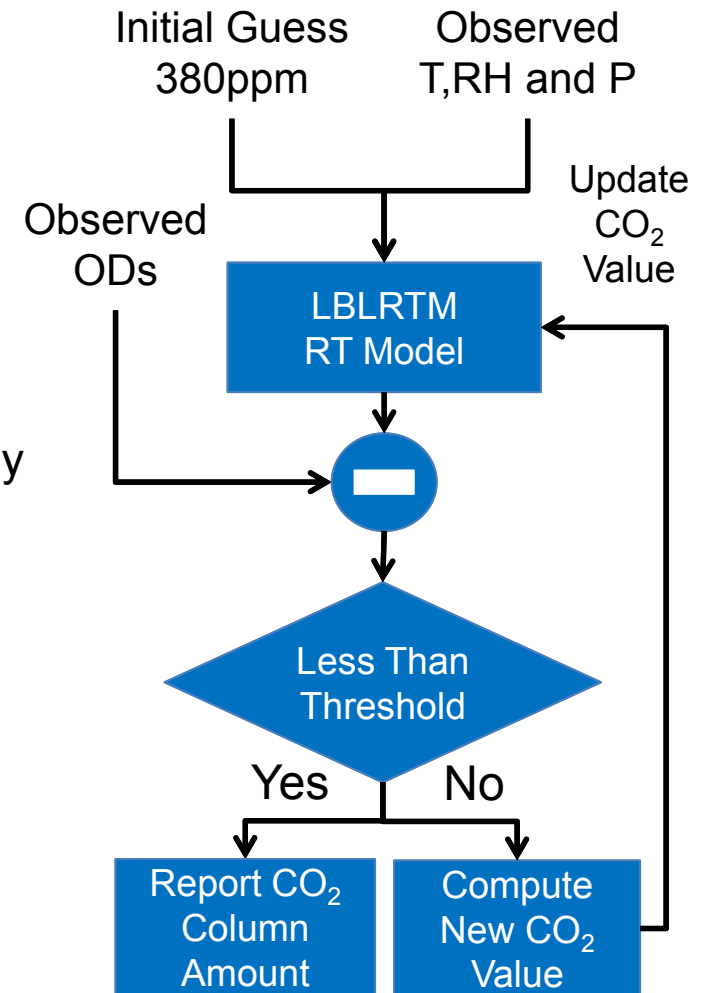 Initial Guess
380ppm
Observed
T,RH and P
Update
CO₂
Value
Observed
ODs
LBLRTM
RT Model
y
Less Than
Threshold
Yes
No
Report CO₂
Column
Amount
Compute
New CO₂
Value